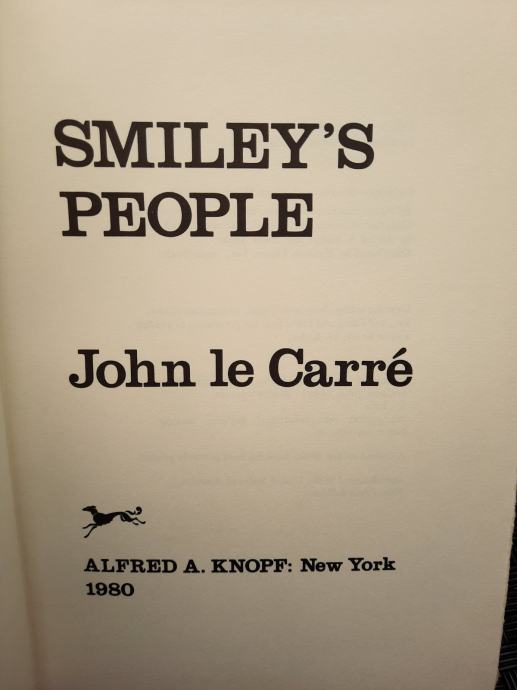 SMILEY'S
PEOPLE
John le Carré
ALFRED A. KNOPF: New York
1980